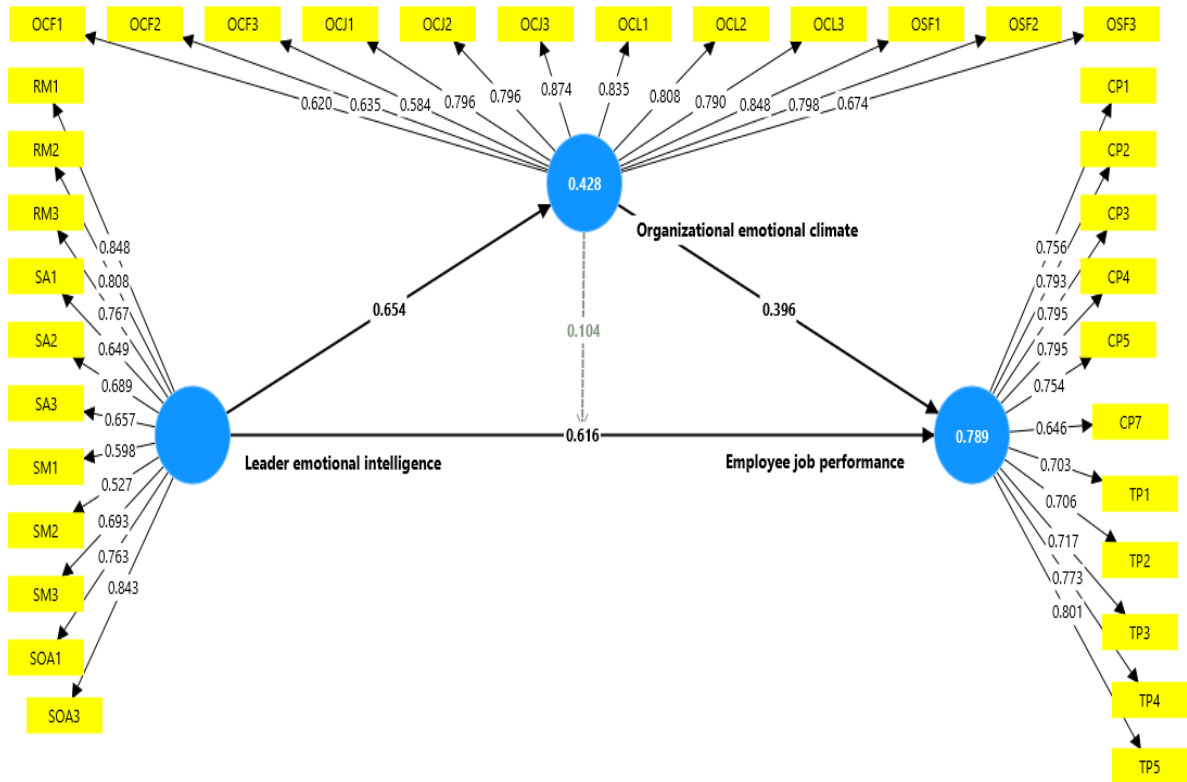 OCF1
OCF2
OCF3
OCJ1
OCJ2
OCJ3
OCL1
OCL2
OCL3
OSF1
OSF2
OSF3
0.620
0.635
0.584
0.796
0.796
0.874
0.835
0.808
0.790
0.848
0.798
0.674
0.428
Organizational emotional climate
RM1
RM2
RM3
SA1
SA2
SA3
SM1
SM2
SM3
SOA1
SOA3
0.848
0.808
0.767
0.649
0.689
0.657
0.598
0.527
0.693
0.763
0.843
Leader emotional intelligence
0.654
0.104
0.396
0.616
Employee job performance
0.789
0.756
0.793
0.795
0.795
0.754
0.646
0.703
0.706
0.717
0.773
0.801
CP1
CP2
CP3
CP4
CP5
CP7
TP1
TP2
TP3
TP4
TP5